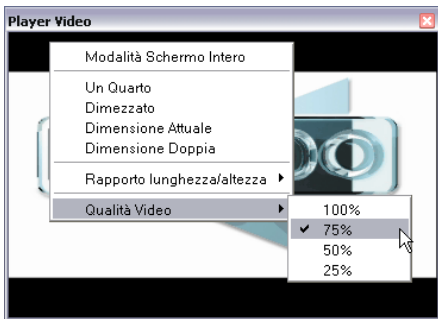 Player Video
Modalità Schermo Intero
Un Quarto
Dimezzato
Dimensione Attuale
Dimensione Doppia
Rapporto lunghezza/altezza
Qualità Video
100%
75%
50%
25%